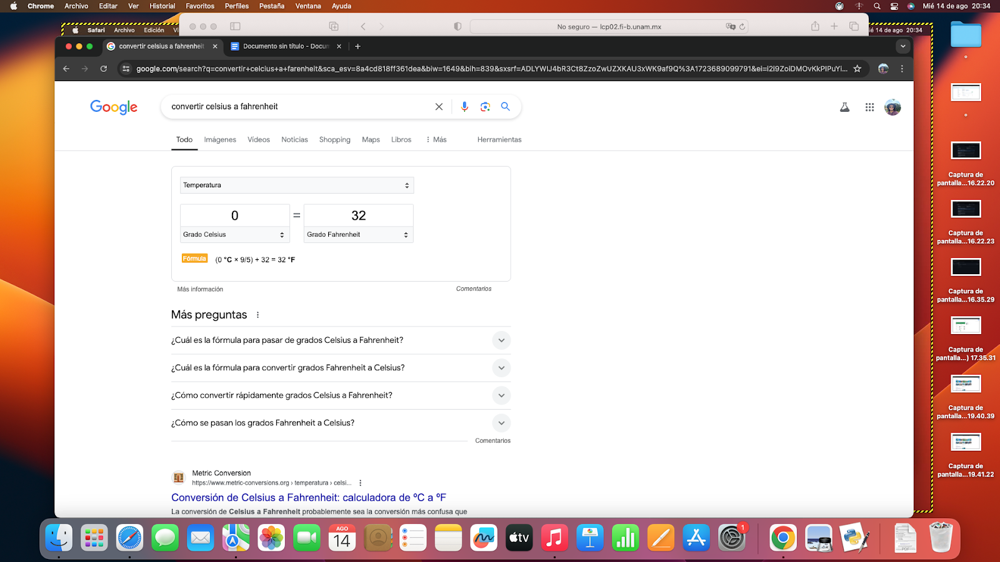 Chrome Archivo Editar Ver Historial Favoritos Perfiles Pestaña Ventana Ayuda Mié 14 de ago 20:34
No seguro — lcp02.fi-b.unam.mx
Safari Archivo Edición 14 de ago 20:34
convertir celsius a fahrenheit Documento sin título - Docum
google.com/search?q=convertir+celcius+a+farenheit&sca_esv=8a4cd818ff361dea&biw=1649&bih=839&sxsrf=ADLYWIJ4bR3Ct8ZzoZwUZXKAU3xWK9af9Q%3A1723689099791&ei=i2i9ZoiDMOvKkPIPuYi...
Google
convertir celsius a fahrenheit
Todo Imágenes Vídeos Noticias Shopping Maps Libros Más Herramientas
Temperatura
0 = 32
Grado Celsius Grado Fahrenheit
Fórmula (0 °C × 9/5) + 32 = 32 °F
Más información Comentarios
Más preguntas
¿Cuál es la fórmula para pasar de grados Celsius a Fahrenheit?
¿Cuál es la fórmula para convertir grados Fahrenheit a Celsius?
¿Cómo convertir rápidamente grados Celsius a Fahrenheit?
¿Cómo se pasan los grados Fahrenheit a Celsius?
Comentarios
Metric Conversion
https://www.metric-conversions.org › temperatura › celsi...
Conversión de Celsius a Fahrenheit: calculadora de ºC a ºF
La conversión de Celsius a Fahrenheit probablemente sea la conversión más confusa que
Captura de
pantalla...16.22.20
Captura de
pantalla...16.22.23
Captura de
pantalla...16.35.29
Captura de
pantalla...) 17.35.31
Captura de
pantalla...19.40.39
Captura de
pantalla...19.41.22
AGO
14
tv
1
PDF